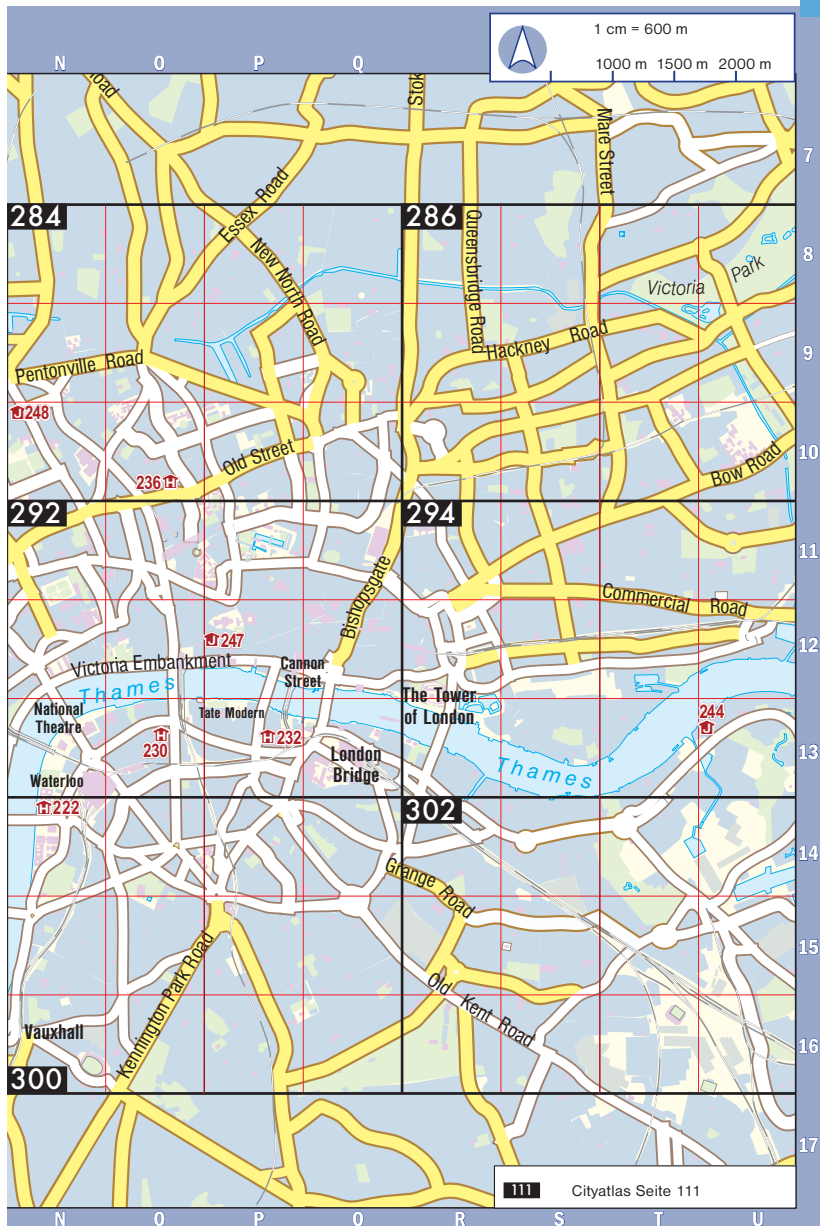 1 cm = 600 m
1000 m 1500 m 2000 m
N O P Q
Stok
Mare Street
7
284
Essex Road
286
Queensbridge Road
8
New North Road
Victoria Park
Hackney Road
9
Pentonville Road
248
Old Street
10
236
Bow Road
292
294
11
Bishopsgate
Commercial Road
247
12
Victoria Embankment
Cannon
Street
Thames
National
Theatre
Tate Modern
The Tower
of London
244
230
232
13
London
Bridge
Thames
Waterloo
222
302
14
Grange Road
15
Kennington Park Road
Old Kent Road
Vauxhall
16
300
17
111 Cityatlas Seite 111
N O P Q R S T U